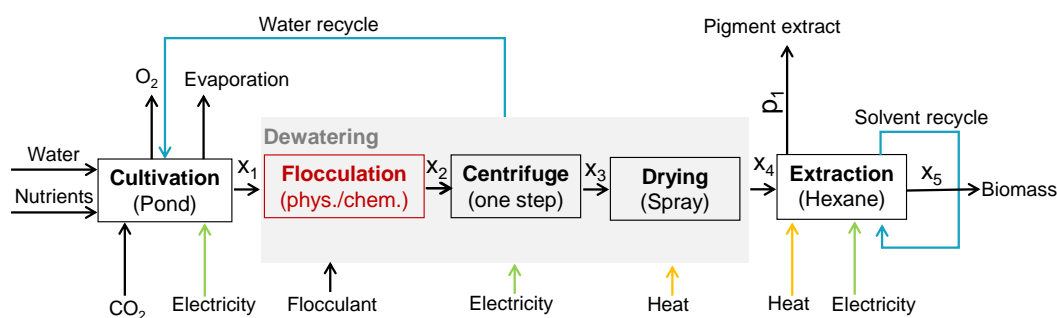 Water recycle
Pigment extract
O₂
Evaporation
p₁
Solvent recycle
Dewatering
Water
Nutrients
Cultivation
(Pond)
x₁
Flocculation
(phys./chem.)
x₂
Centrifuge
(one step)
x₃
Drying
(Spray)
x₄
Extraction
(Hexane)
x₅
Biomass
CO₂
Electricity
Flocculant
Electricity
Heat
Heat
Electricity